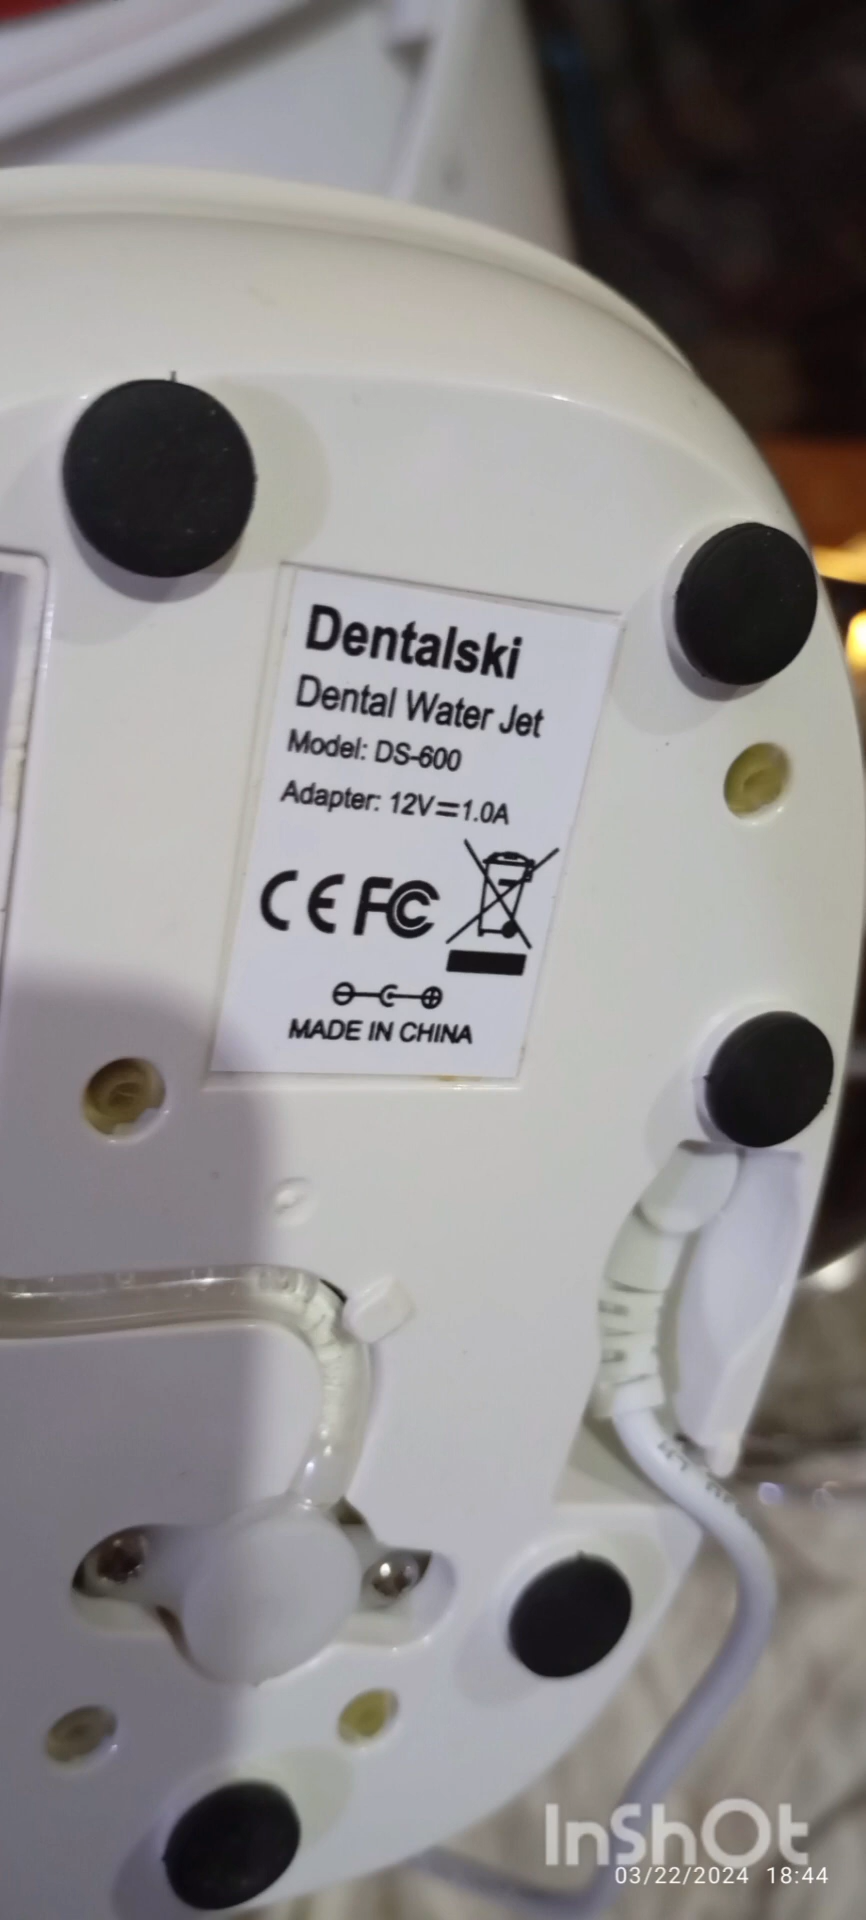 Dentalski
Dental Water Jet
Model: DS-600
Adapter: 12V⎓1.0A
CE FC
MADE IN CHINA
InShOt
03/22/2024 18:44